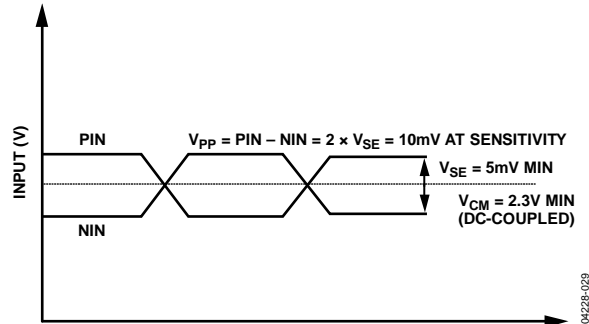 INPUT (V)
PIN
V_PP = PIN – NIN = 2 × V_SE = 10mV AT SENSITIVITY
V_SE = 5mV MIN
V_CM = 2.3V MIN
(DC-COUPLED)
NIN
04228-029